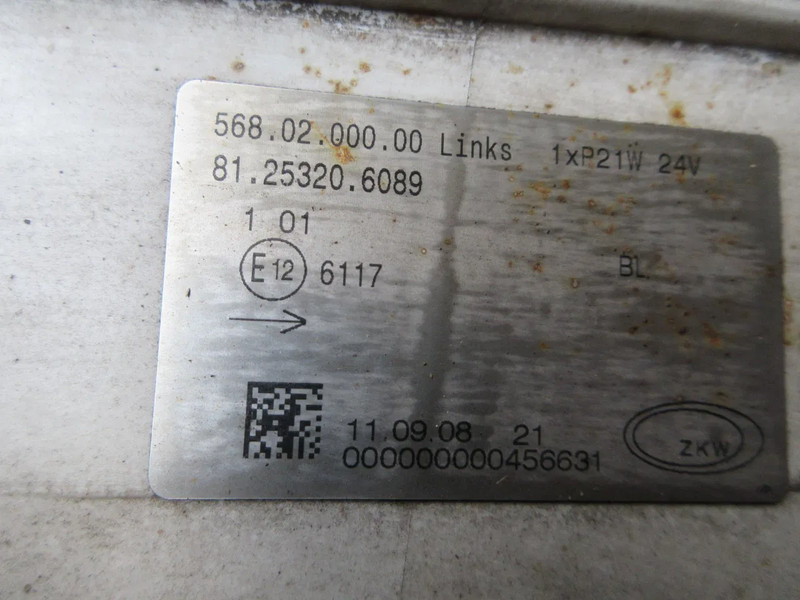 568.02.000.00 Links 1xP21W 24V
81.25320.6089
1 01
E12 6117 BL
→
11.09.08 21
000000000456631
ZKW